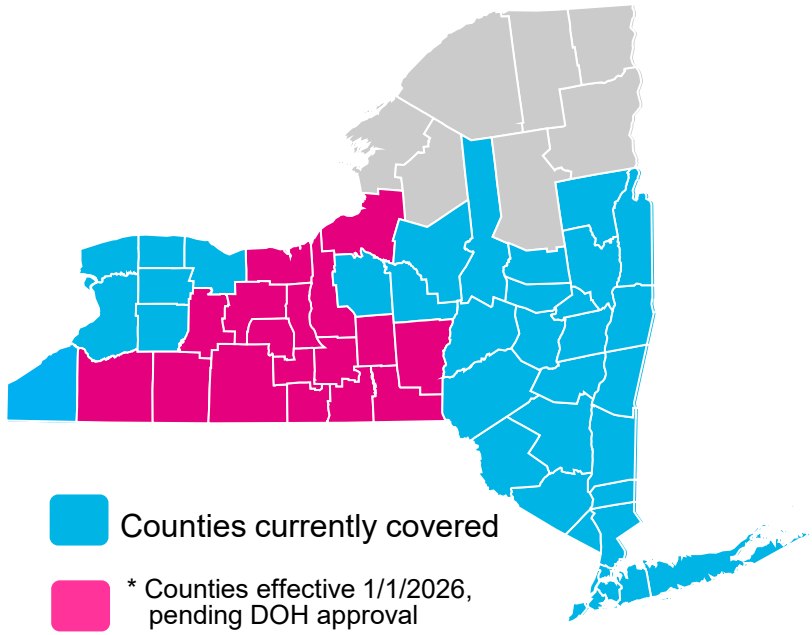 Counties currently covered
* Counties effective 1/1/2026,
pending DOH approval